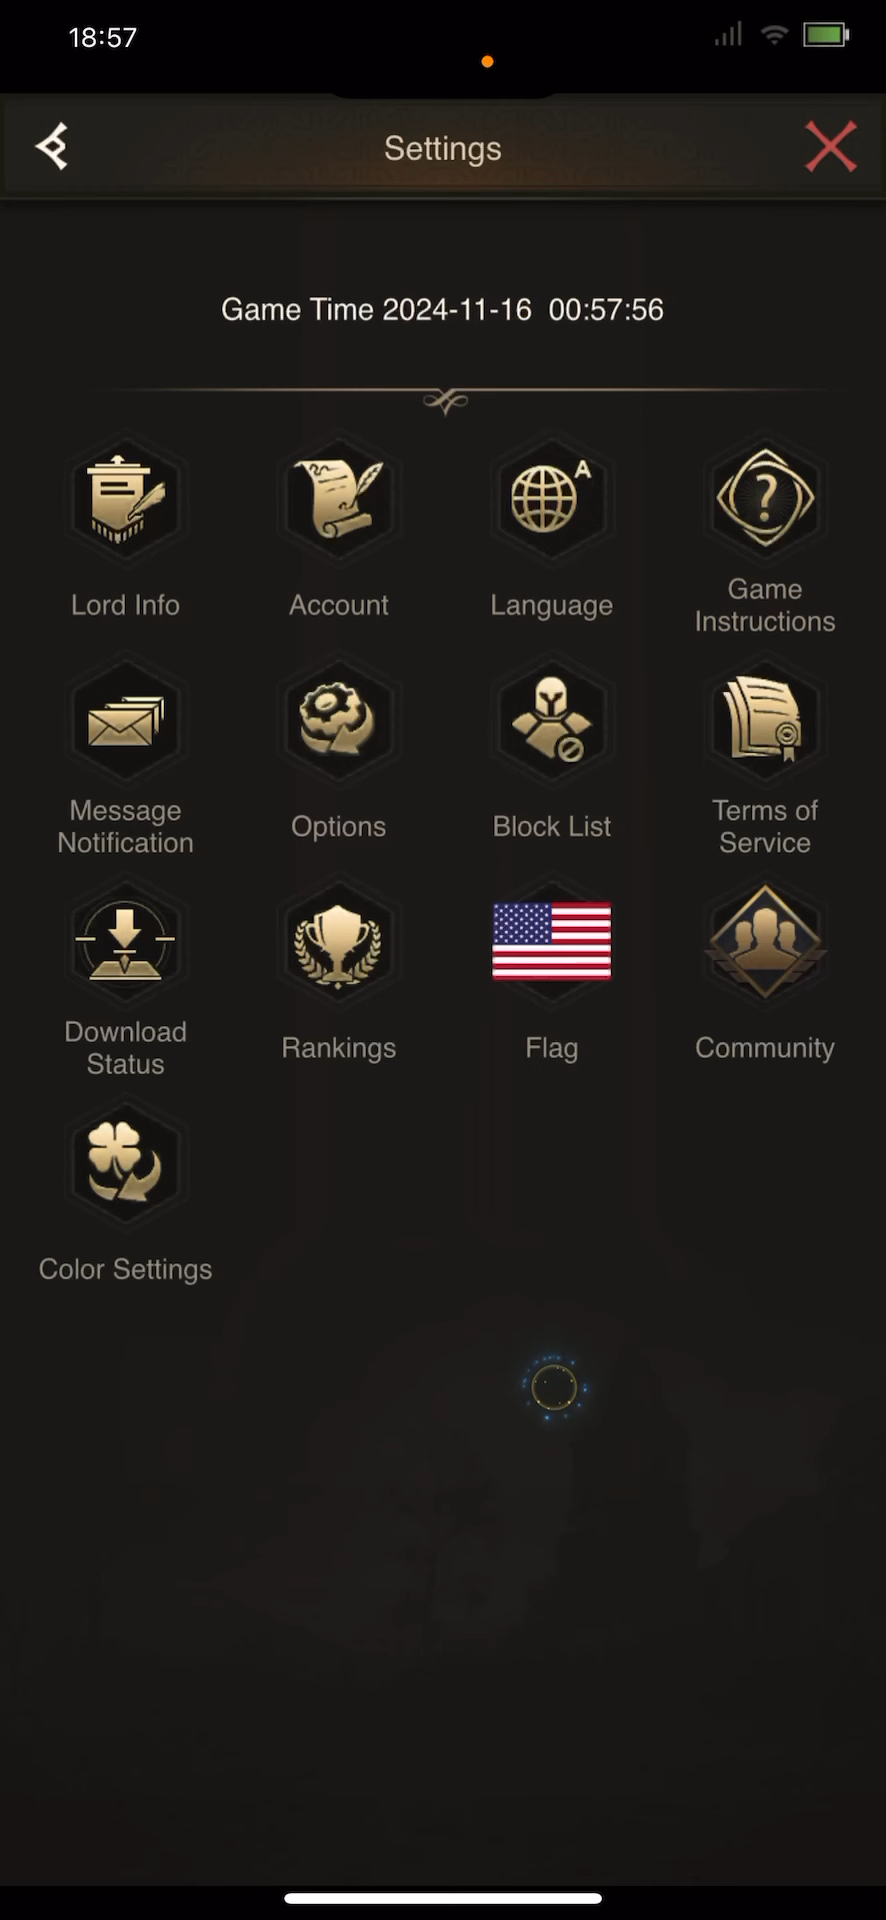 18:57
Settings
Game Time 2024-11-16 00:57:56
A
?
Lord Info
Account
Language
Game
Instructions
Message
Notification
Options
Block List
Terms of
Service
Download
Status
Rankings
Flag
Community
Color Settings